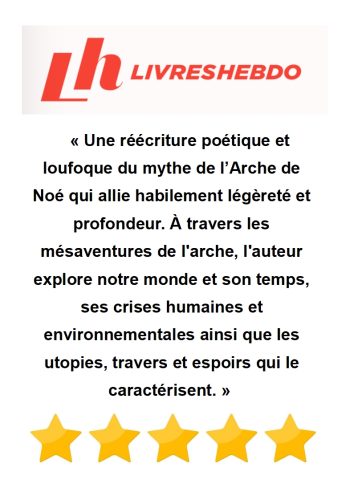 Lh LIVRESHEBDO
« Une réécriture poétique et
loufoque du mythe de l’Arche de
Noé qui allie habilement légèreté et
profondeur. À travers les
mésaventures de l'arche, l'auteur
explore notre monde et son temps,
ses crises humaines et
environnementales ainsi que les
utopies, travers et espoirs qui le
caractérisent. »